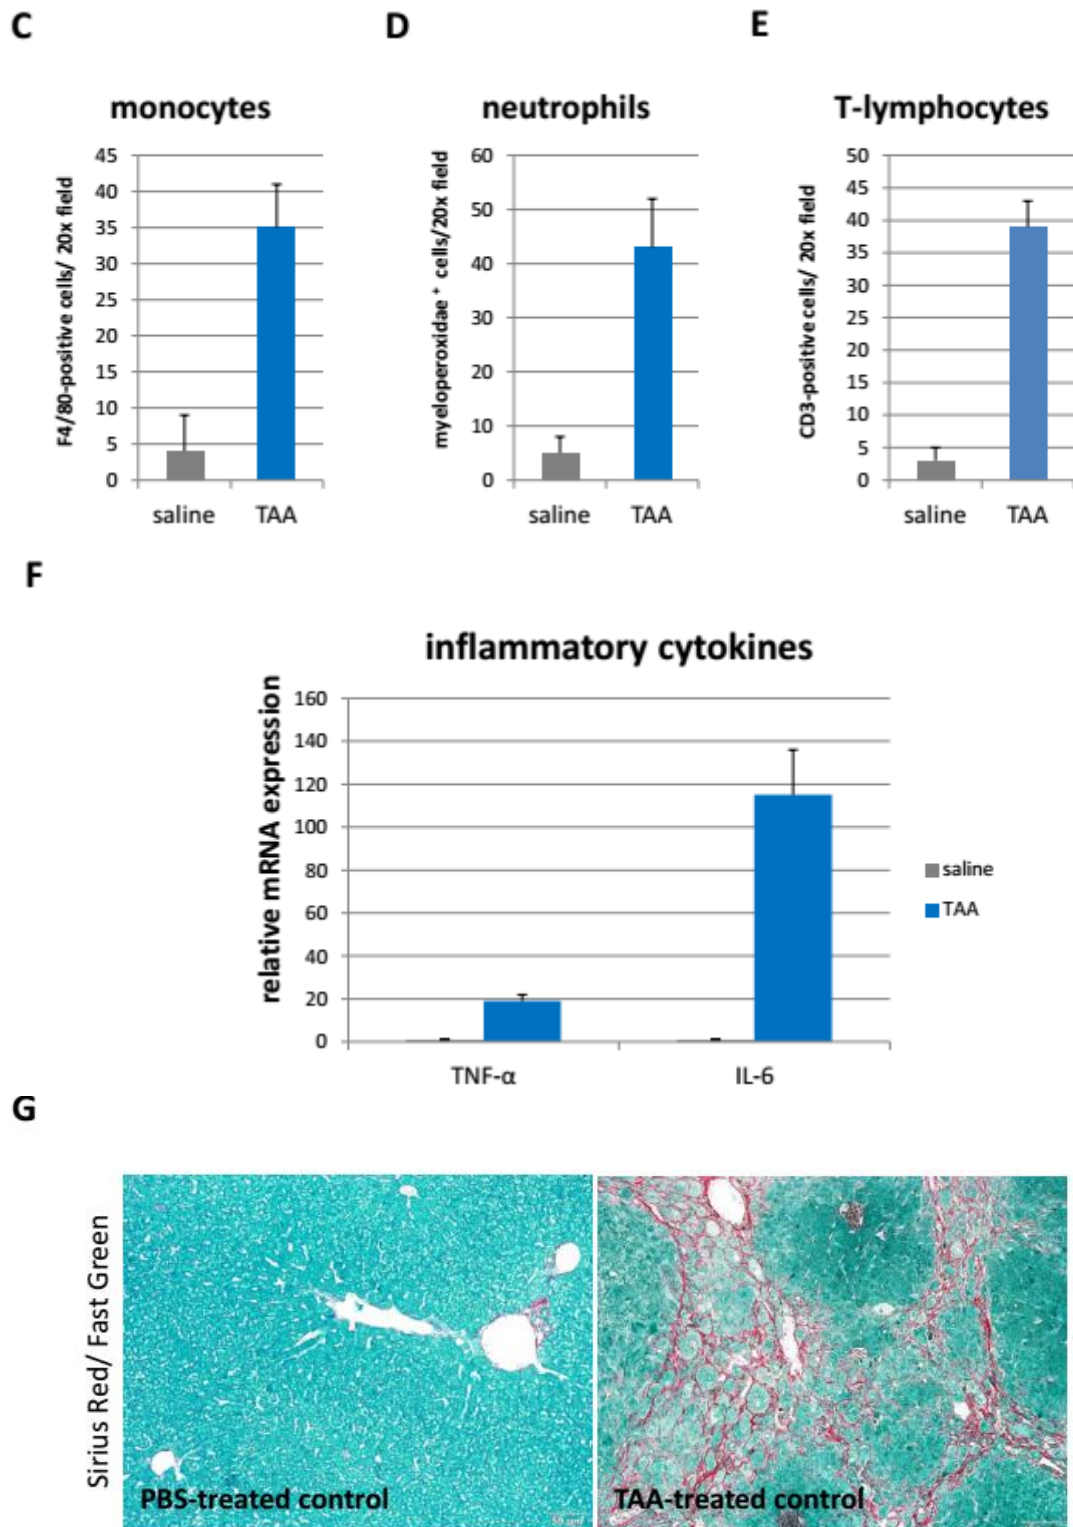 C
D
E
monocytes
neutrophils
T-lymphocytes
F4/80-positive cells/ 20x field
45
40
35
30
25
20
15
10
5
0
saline
TAA
myeloperoxidae + cells/20x field
60
50
40
30
20
10
0
saline
TAA
CD3-positive cells/ 20x field
50
45
40
35
30
25
20
15
10
5
0
saline
TAA
F
inflammatory cytokines
relative mRNA expression
160
140
120
100
80
60
40
20
0
TNF-α
IL-6
saline
TAA
G
Sirius Red/ Fast Green
PBS-treated control
TAA-treated control